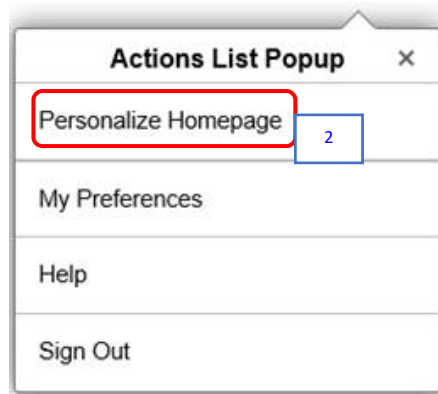 Actions List Popup ×
Personalize Homepage
2
My Preferences
Help
Sign Out